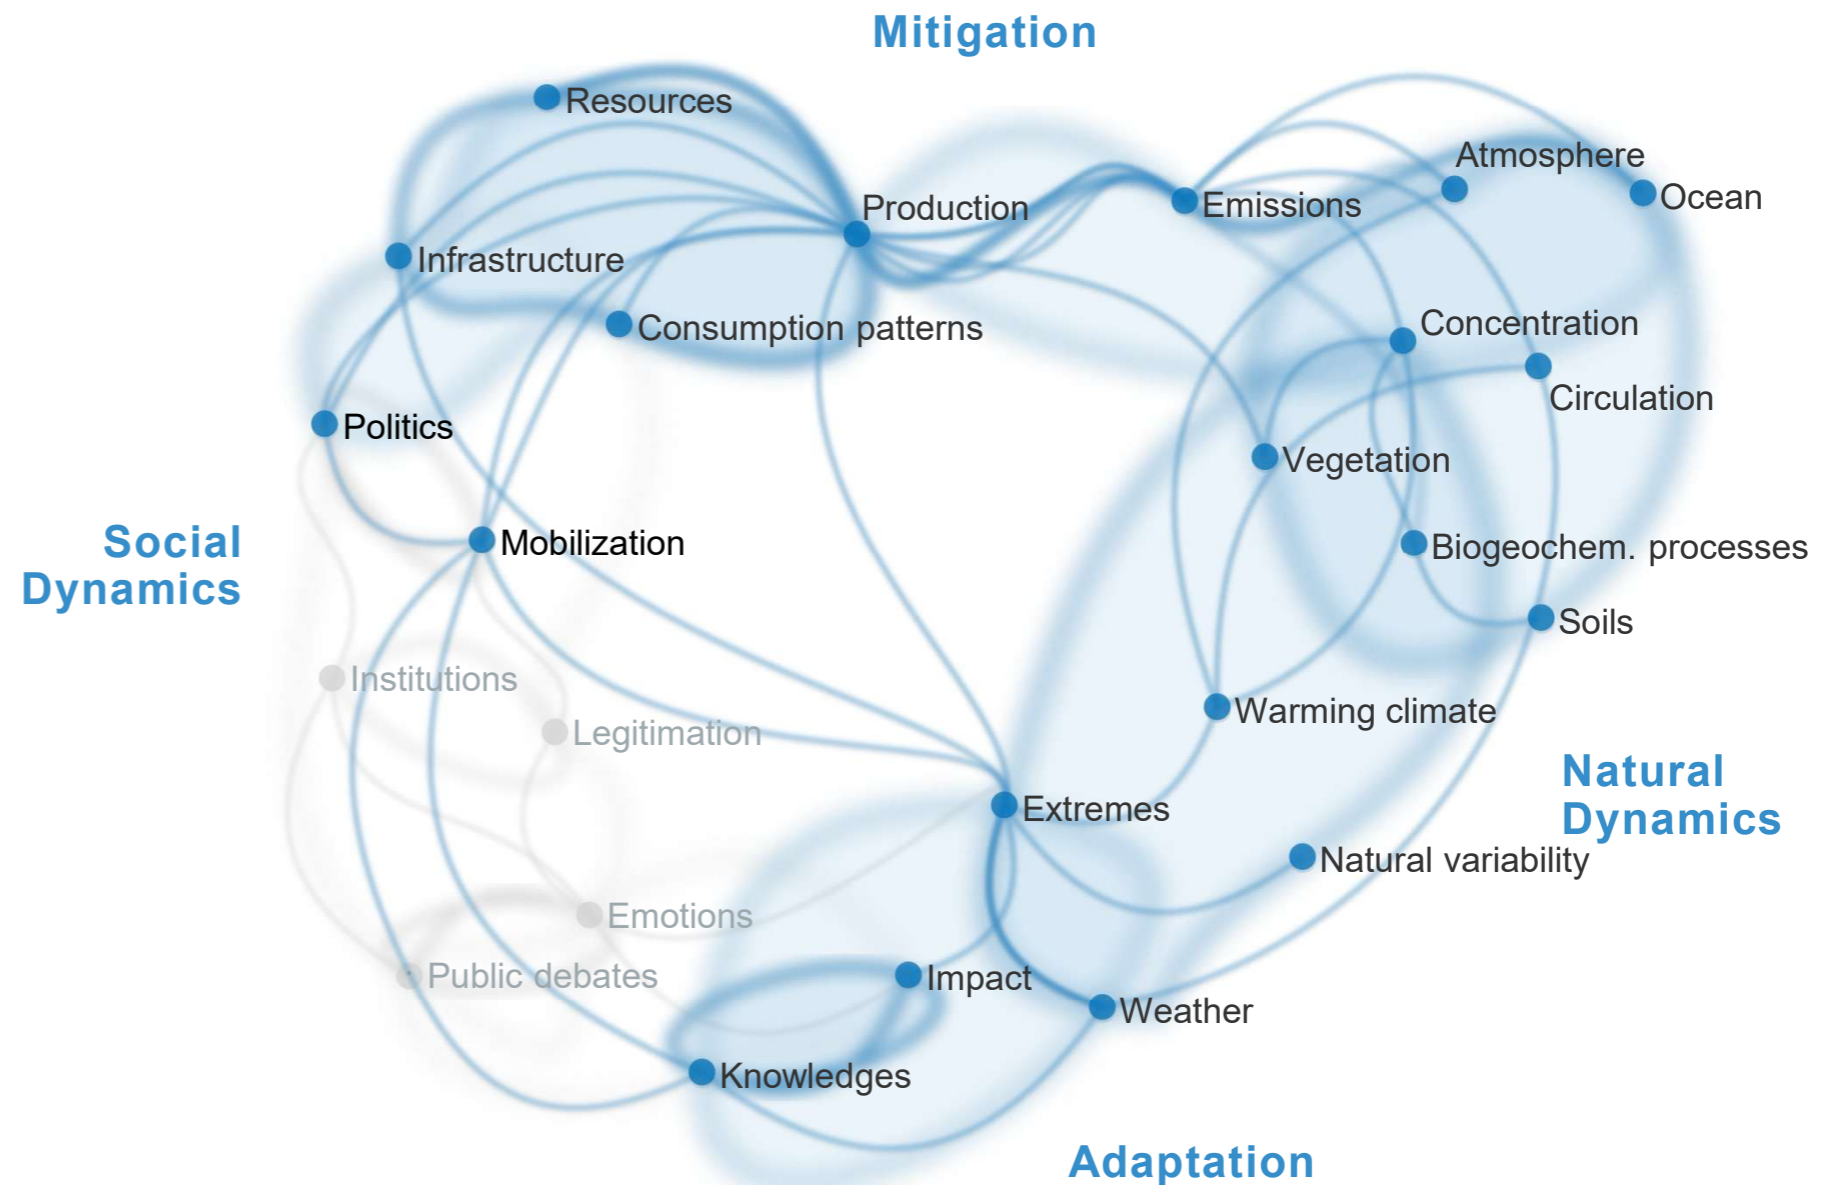 Mitigation
Resources
Atmosphere
Ocean
Production
Emissions
Infrastructure
Consumption patterns
Concentration
Circulation
Politics
Vegetation
Social
Dynamics
Mobilization
Biogeochem. processes
Soils
Institutions
Legitimation
Warming climate
Natural
Dynamics
Extremes
Natural variability
Emotions
Public debates
Impact
Weather
Knowledges
Adaptation